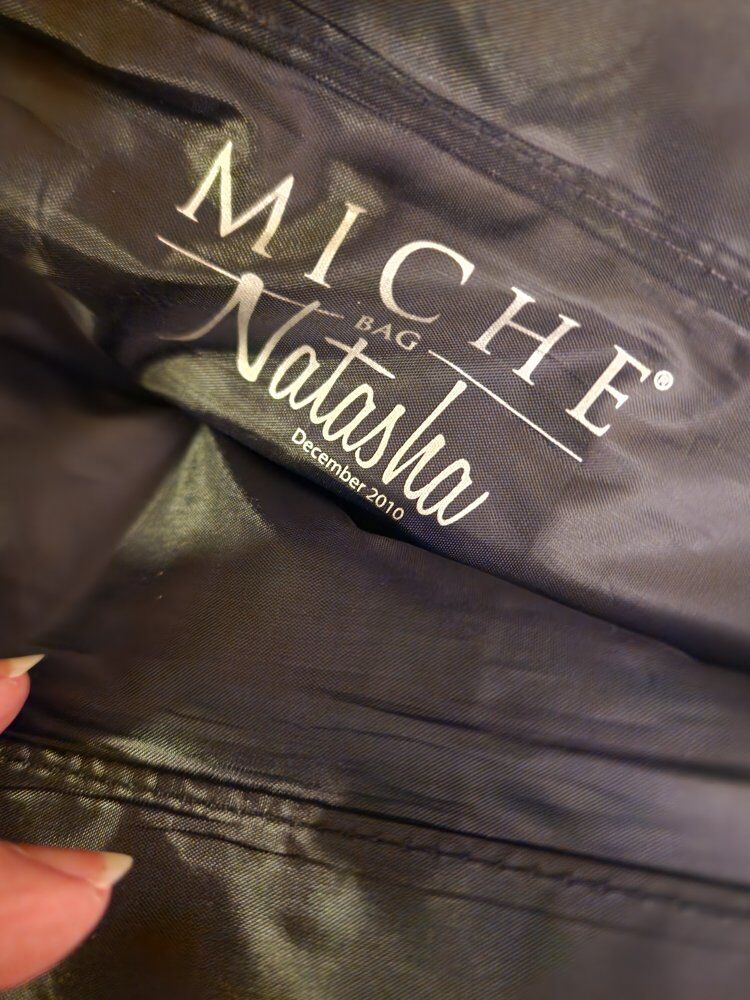 MICHE®
BAG
Natasha
December 2010